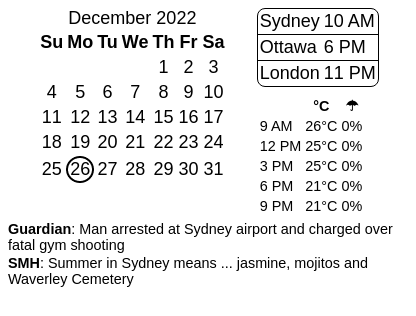 December 2022
Su Mo Tu We Th Fr Sa
1 2 3
4 5 6 7 8 9 10
11 12 13 14 15 16 17
18 19 20 21 22 23 24
25 26 27 28 29 30 31
Sydney 10 AM
Ottawa 6 PM
London 11 PM
°C ☂
9 AM 26°C 0%
12 PM 25°C 0%
3 PM 25°C 0%
6 PM 21°C 0%
9 PM 21°C 0%
Guardian: Man arrested at Sydney airport and charged over
fatal gym shooting
SMH: Summer in Sydney means ... jasmine, mojitos and
Waverley Cemetery